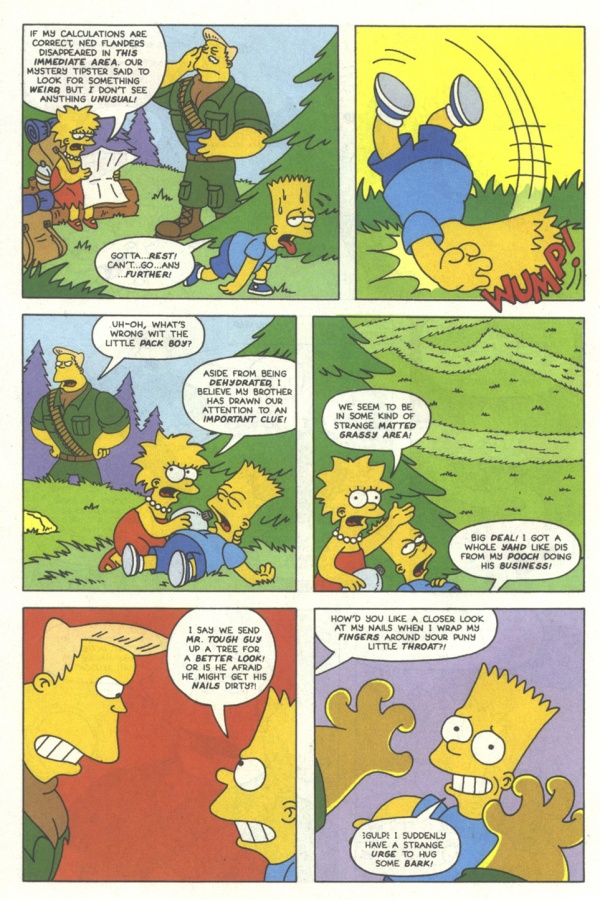 IF MY CALCULATIONS ARE
CORRECT, NED FLANDERS
DISAPPEARED IN THIS
IMMEDIATE AREA. OUR
MYSTERY TIPSTER SAID TO
LOOK FOR SOMETHING
WEIRD, BUT I DON'T SEE
ANYTHING UNUSUAL!
GOTTA...REST!
CAN'T...GO...ANY
...FURTHER!
WUMP!
UH-OH, WHAT'S
WRONG WIT THE
LITTLE PACK BOY?
ASIDE FROM BEING
DEHYDRATED, I
BELIEVE MY BROTHER
HAS DRAWN OUR
ATTENTION TO AN
IMPORTANT CLUE!
WE SEEM TO BE
IN SOME KIND OF
STRANGE MATTED
GRASSY AREA!
BIG DEAL! I GOT A
WHOLE YAHD LIKE DIS
FROM MY POOCH DOING
HIS BUSINESS!
I SAY WE SEND
MR. TOUGH GUY
UP A TREE FOR
A BETTER LOOK!
OR IS HE AFRAID
HE MIGHT GET HIS
NAILS DIRTY?!
HOW'D YOU LIKE A CLOSER LOOK
AT MY NAILS WHEN I WRAP MY
FINGERS AROUND YOUR PUNY
LITTLE THROAT?!
¡GULP! I SUDDENLY
HAVE A STRANGE
URGE TO HUG
SOME BARK!